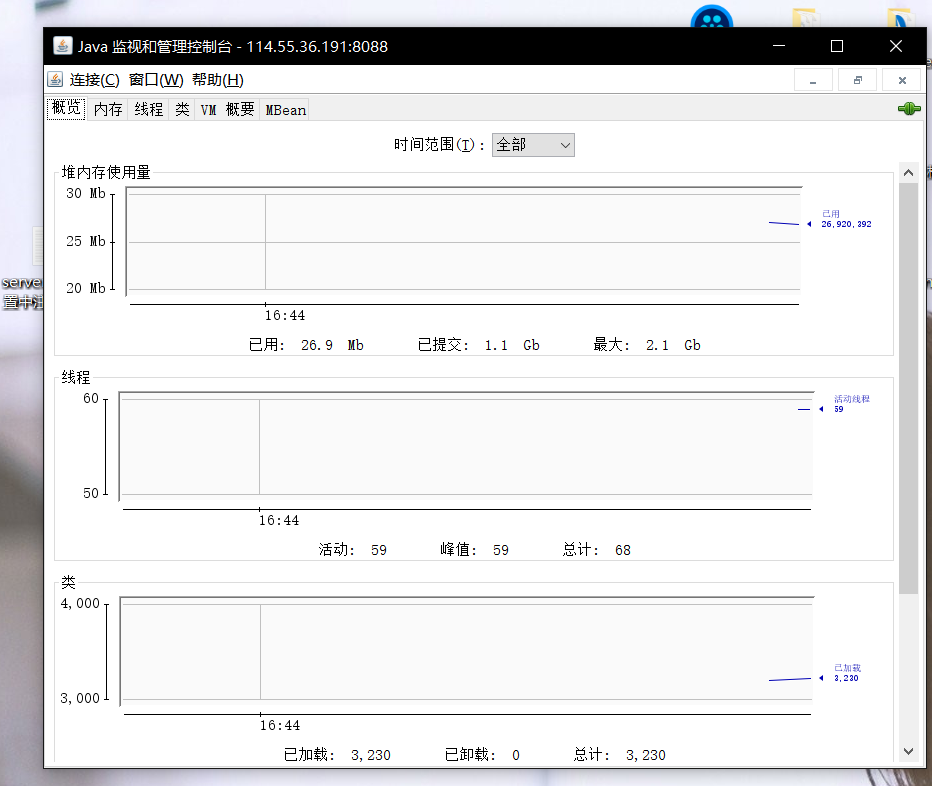 Java 监视和管理控制台 - 114.55.36.191:8088
连接(C) 窗口(W) 帮助(H)
概览 内存 线程 类 VM 概要 MBean
时间范围(T): 全部
堆内存使用量
30 Mb
已用
26,920,392
25 Mb
20 Mb
16:44
已用: 26.9 Mb 已提交: 1.1 Gb 最大: 2.1 Gb
线程
60
活动线程
59
50
16:44
活动: 59 峰值: 59 总计: 68
类
4,000
已加载
3,230
3,000
16:44
已加载: 3,230 已卸载: 0 总计: 3,230
serve
置中